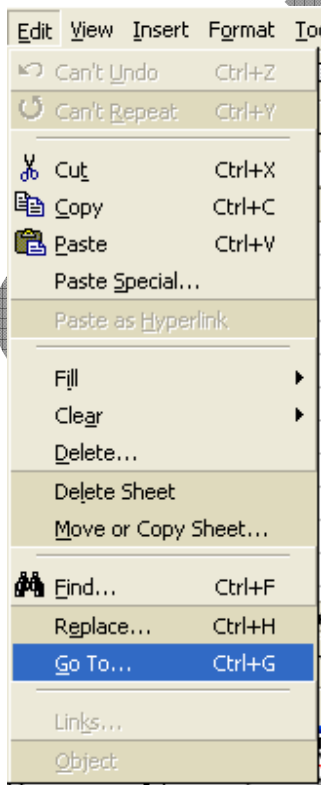 Edit View Insert Format Too
Can't Undo Ctrl+Z
Can't Repeat Ctrl+Y
Cut Ctrl+X
Copy Ctrl+C
Paste Ctrl+V
Paste Special...
Paste as Hyperlink
Fill
Clear
Delete...
Delete Sheet
Move or Copy Sheet...
Find... Ctrl+F
Replace... Ctrl+H
Go To... Ctrl+G
Links...
Object